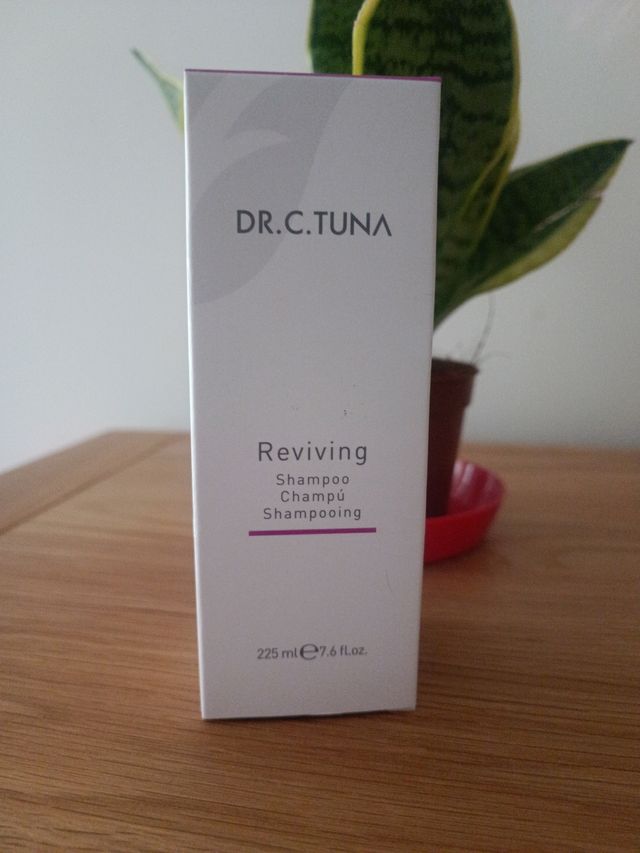 DR.C.TUNA
Reviving
Shampoo
Champú
Shampooing
225 ml ℮ 7.6 fl.oz.